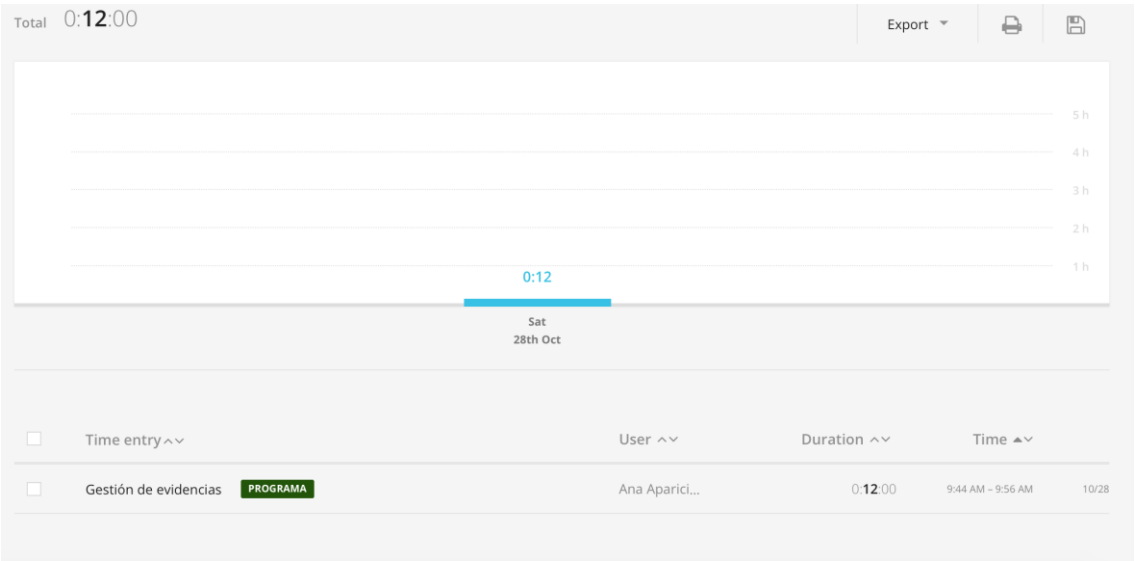 Total 0:12:00 Export
5 h
4 h
3 h
2 h
1 h
0:12
Sat
28th Oct
Time entry User Duration Time
Gestión de evidencias PROGRAMA Ana Aparici... 0:12:00 9:44 AM – 9:56 AM 10/28